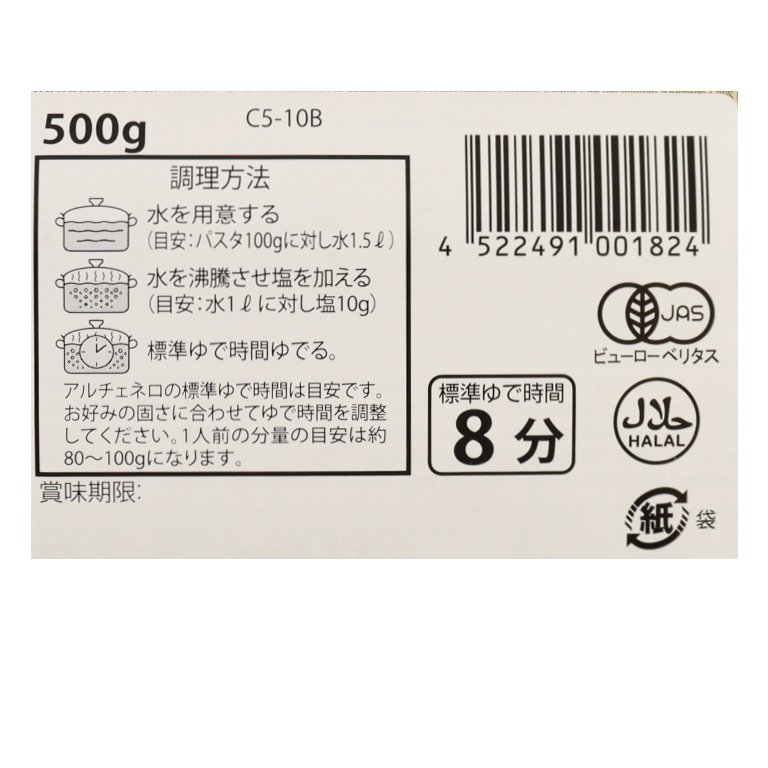 500g
C5-10B
調理方法
水を用意する
(目安:パスタ100gに対し水1.5ℓ)
水を沸騰させ塩を加える
(目安:水1ℓに対し塩10g)
標準ゆで時間ゆでる。
アルチェネロの標準ゆで時間は目安です。
お好みの固さに合わせてゆで時間を調整
してください。1人前の分量の目安は約
80〜100gになります。
賞味期限:
4 522491 001824
JAS
ビューローベリタス
標準ゆで時間
8 分
حلال
HALAL
紙 袋